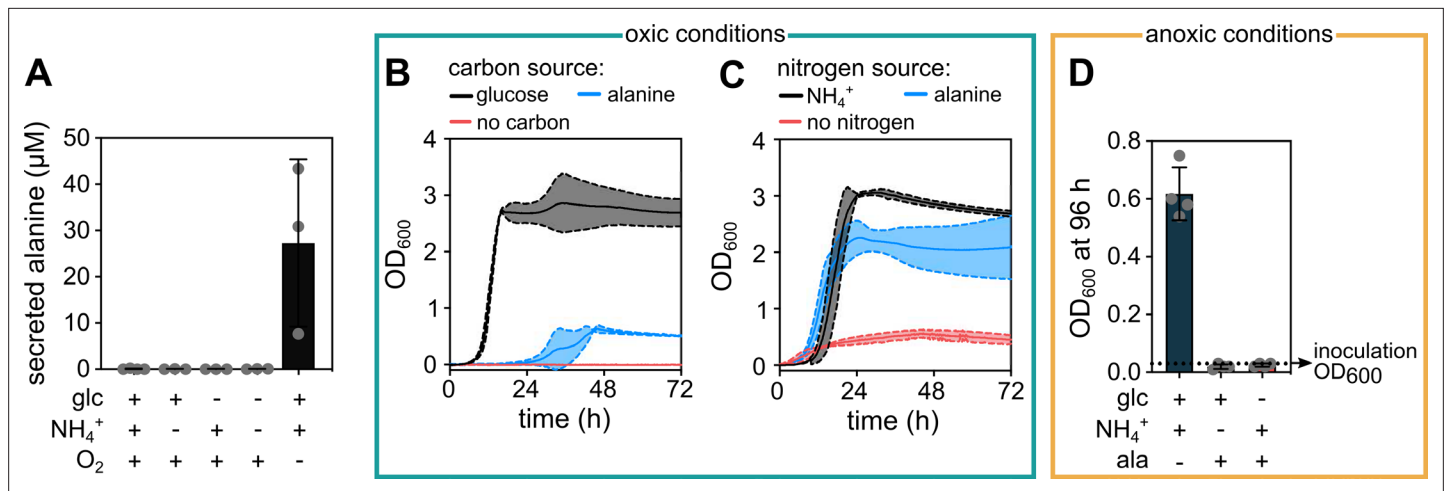 oxic conditions
anoxic conditions
A
secreted alanine (µM)
50
40
30
20
10
0
glc + + - - +
NH₄⁺ + - + - +
O₂ + + + + -
B
carbon source:
glucose alanine
no carbon
OD₆₀₀
4
3
2
1
0
0 24 48 72
time (h)
C
nitrogen source:
NH₄⁺ alanine
no nitrogen
OD₆₀₀
4
3
2
1
0
0 24 48 72
time (h)
D
OD₆₀₀ at 96 h
0.8
0.6
0.4
0.2
0.0
inoculation
OD₆₀₀
glc + + -
NH₄⁺ + - +
ala - + +